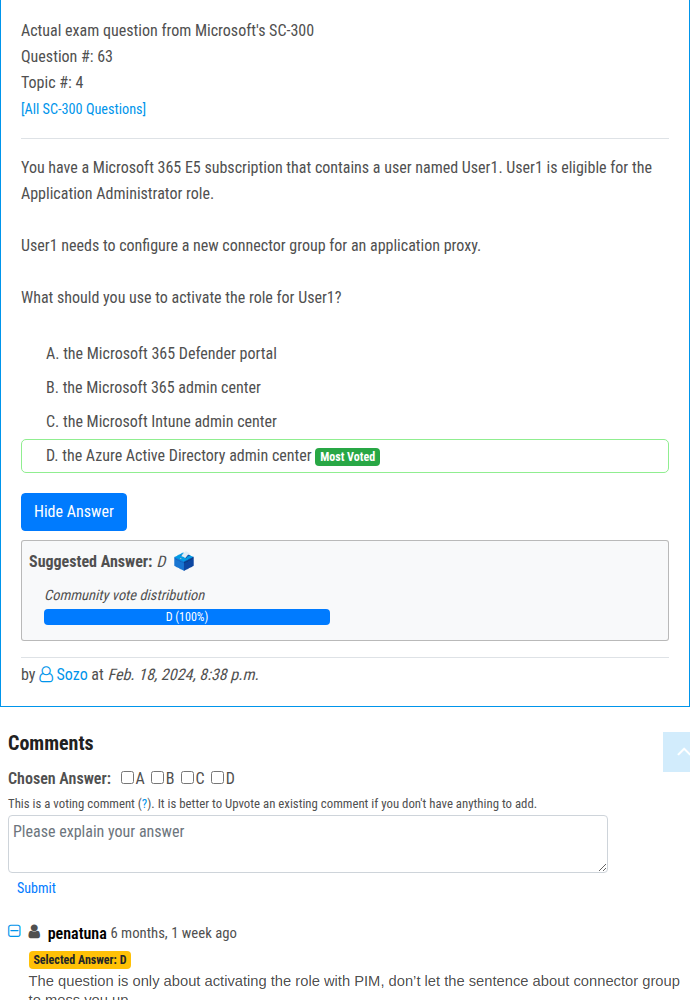 Actual exam question from Microsoft's SC-300
Question #: 63
Topic #: 4
[All SC-300 Questions]
You have a Microsoft 365 E5 subscription that contains a user named User1. User1 is eligible for the
Application Administrator role.
User1 needs to configure a new connector group for an application proxy.
What should you use to activate the role for User1?
A. the Microsoft 365 Defender portal
B. the Microsoft 365 admin center
C. the Microsoft Intune admin center
D. the Azure Active Directory admin center Most Voted
Hide Answer
Suggested Answer: D
Community vote distribution
D (100%)
by Sozo at Feb. 18, 2024, 8:38 p.m.
Comments
Chosen Answer: A B C D
This is a voting comment (?). It is better to Upvote an existing comment if you don't have anything to add.
Please explain your answer
Submit
penatuna 6 months, 1 week ago
Selected Answer: D
The question is only about activating the role with PIM, don’t let the sentence about connector group
to mess you up